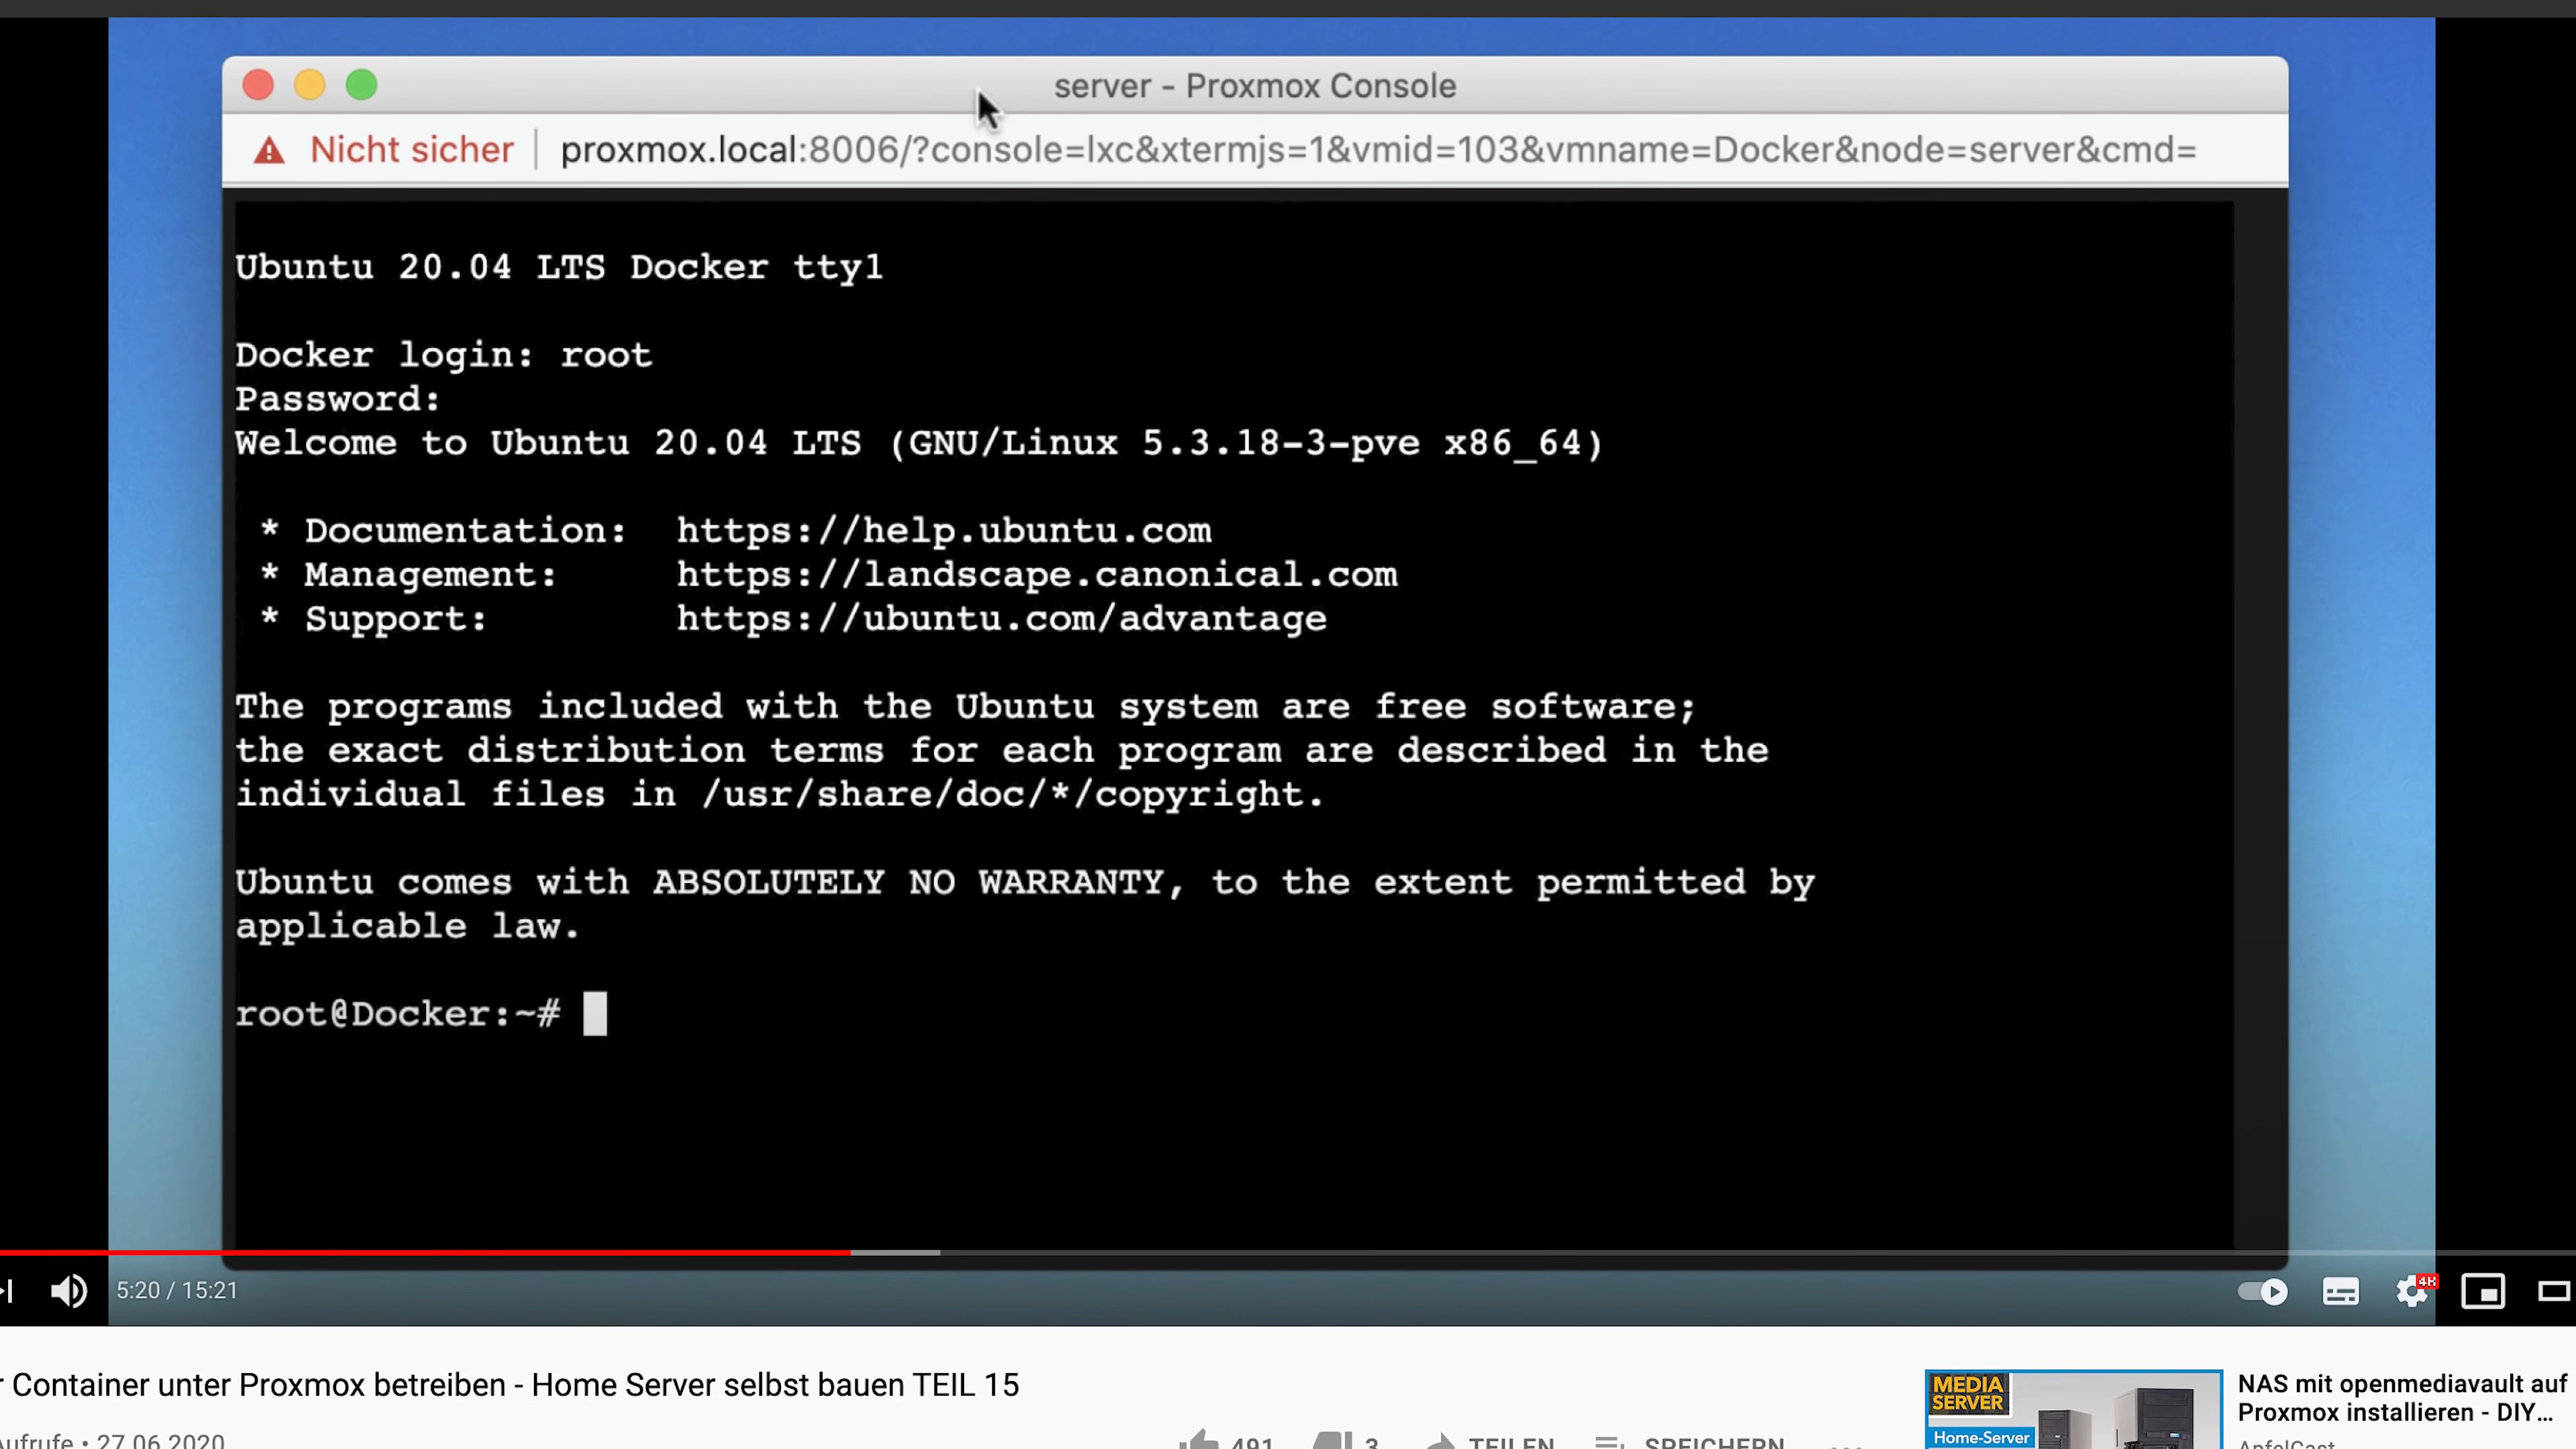 server - Proxmox Console
Nicht sicher proxmox.local:8006/?console=lxc&xtermjs=1&vmid=103&vmname=Docker&node=server&cmd=
Ubuntu 20.04 LTS Docker tty1
Docker login: root
Password:
Welcome to Ubuntu 20.04 LTS (GNU/Linux 5.3.18-3-pve x86_64)
* Documentation: https://help.ubuntu.com
* Management: https://landscape.canonical.com
* Support: https://ubuntu.com/advantage
The programs included with the Ubuntu system are free software;
the exact distribution terms for each program are described in the
individual files in /usr/share/doc/*/copyright.
Ubuntu comes with ABSOLUTELY NO WARRANTY, to the extent permitted by
applicable law.
root@Docker:~#
5:20 / 15:21
4K
Container unter Proxmox betreiben - Home Server selbst bauen TEIL 15
Aufrufe • 27.06.2020
491 3 TEILEN SPEICHERN
MEDIA
SERVER
Home-Server
NAS mit openmediavault auf
Proxmox installieren - DIY...
ApfelCast